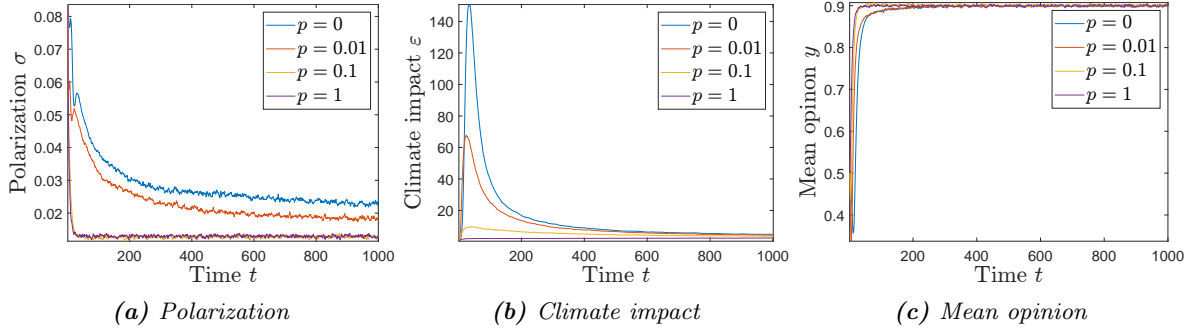 Polarization σ
0.08
0.07
0.06
0.05
0.04
0.03
0.02
p = 0
p = 0.01
p = 0.1
p = 1
200
400
600
800
1000
Time t
(a) Polarization
Climate impact ε
140
120
100
80
60
40
20
p = 0
p = 0.01
p = 0.1
p = 1
200
400
600
800
1000
Time t
(b) Climate impact
Mean opinon y
0.9
0.8
0.7
0.6
0.5
0.4
p = 0
p = 0.01
p = 0.1
p = 1
200
400
600
800
1000
Time t
(c) Mean opinion